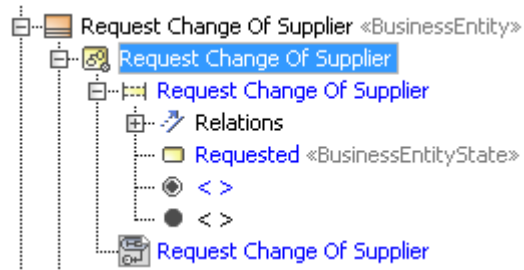 Request Change Of Supplier «BusinessEntity»
Request Change Of Supplier
Request Change Of Supplier
Relations
Requested «BusinessEntityState»
< >
< >
Request Change Of Supplier